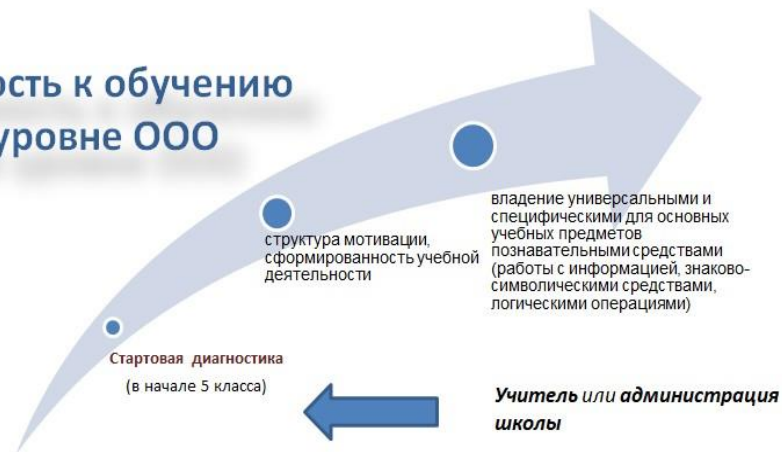 к обучению
уровне ООО
структура мотивации,
сформированность учебной
деятельности
владение универсальными и
специфическими для основных
учебных предметов
познавательными средствами
(работы с информацией, знаково-
символическими средствами,
логическими операциями)
Стартовая диагностика
(в начале 5 класса)
Учитель или администрация
школы